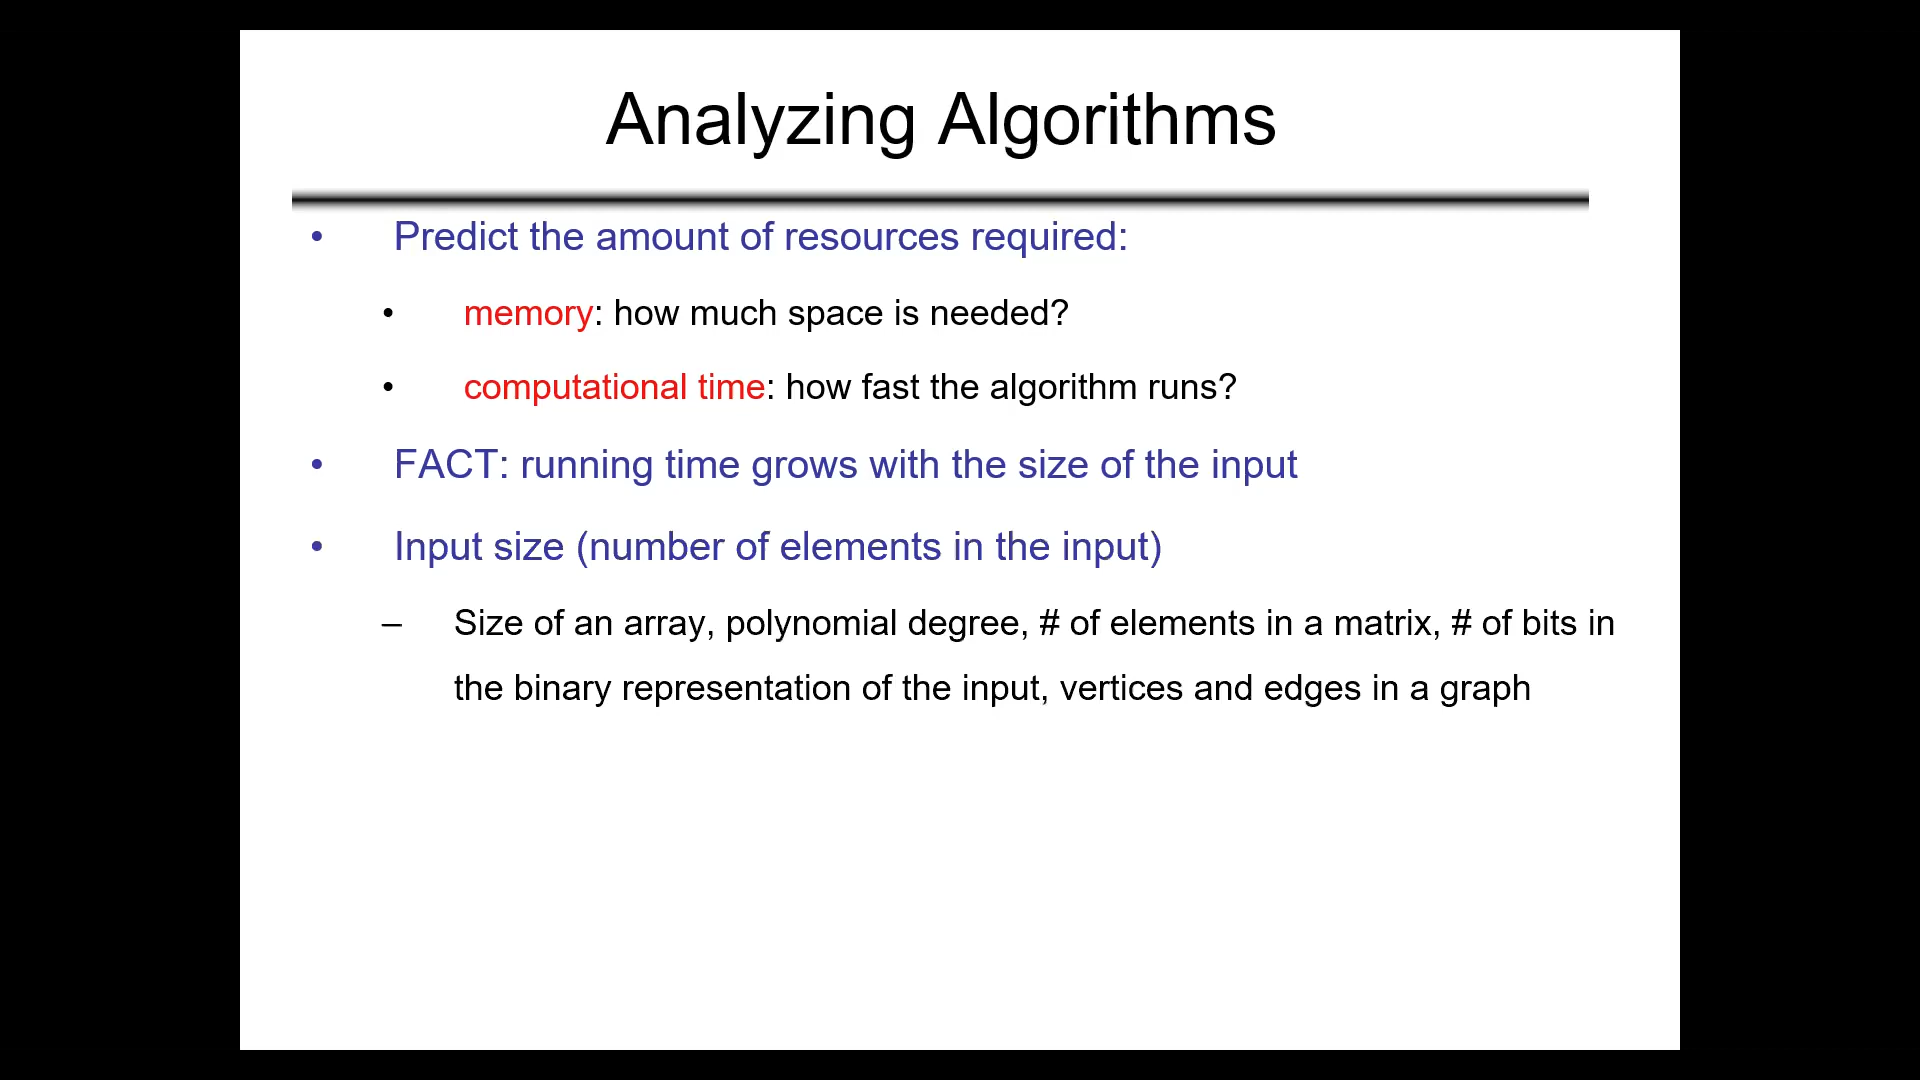 Analyzing Algorithms
• Predict the amount of resources required:
• memory: how much space is needed?
• computational time: how fast the algorithm runs?
• FACT: running time grows with the size of the input
• Input size (number of elements in the input)
– Size of an array, polynomial degree, # of elements in a matrix, # of bits in
the binary representation of the input, vertices and edges in a graph